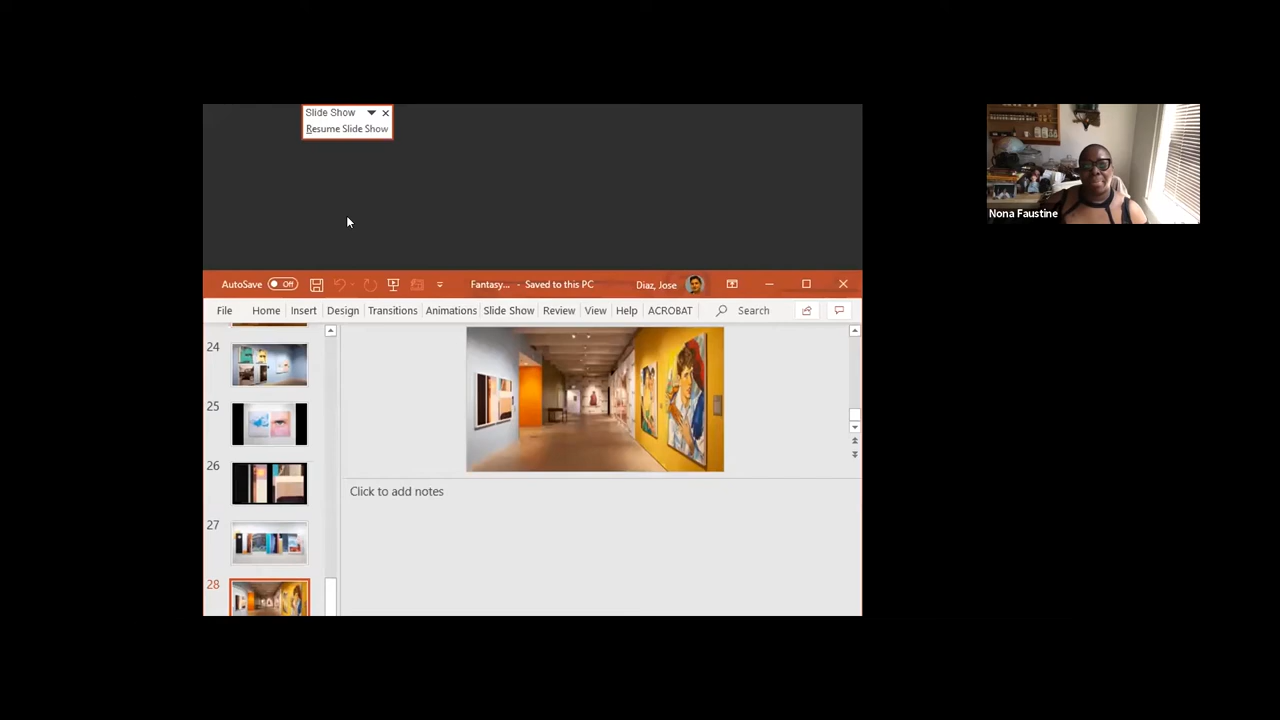 Slide Show
Resume Slide Show
AutoSave Off Fantasy... - Saved to this PC Diaz, Jose
File Home Insert Design Transitions Animations Slide Show Review View Help ACROBAT Search
24
25
26
27
28
Click to add notes
Nona Faustine